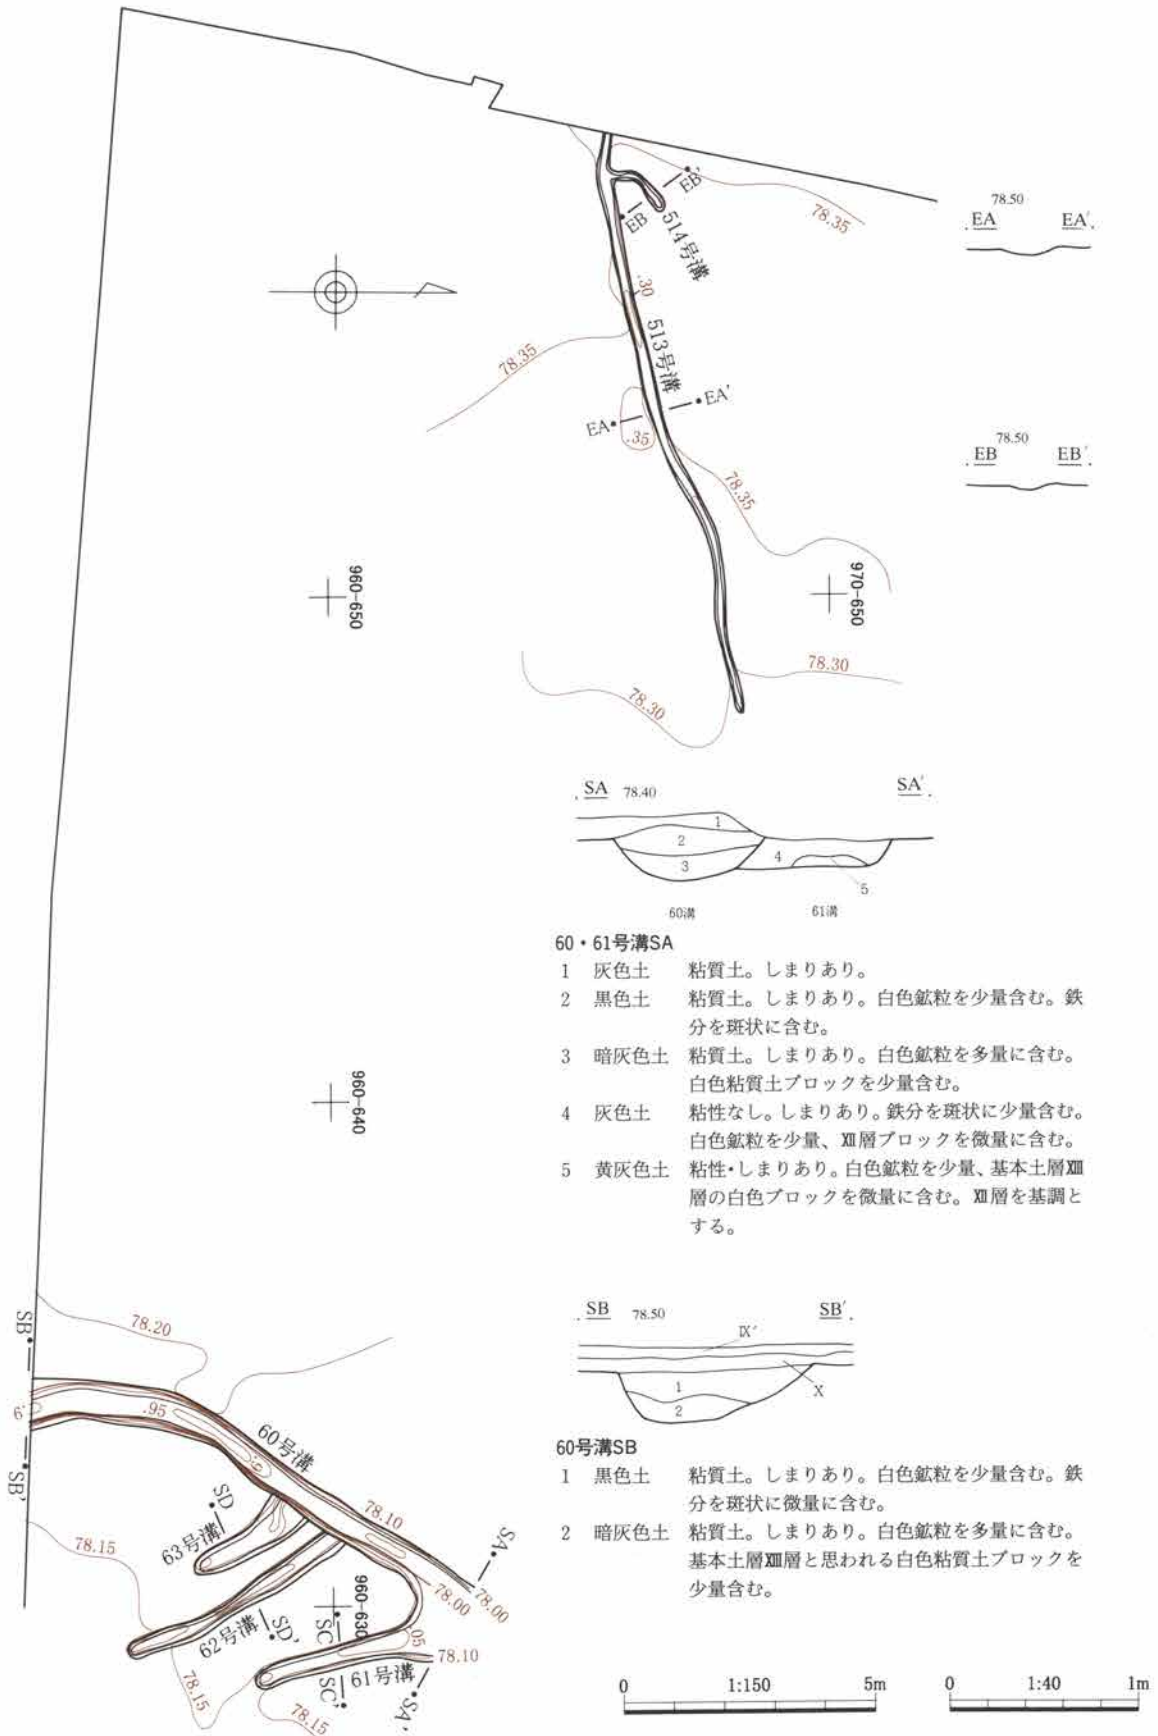 EB'
EB
514号溝
78.35
78.50
EA EA'
.30
513号溝
78.35
EA'
EA
.35
78.50
EB EB'
78.35
960-650
970-650
78.30
78.30
SA 78.40 SA'
1
2
3
4
5
60溝 61溝
60・61号溝SA
1 灰色土 粘質土。しまりあり。
2 黒色土 粘質土。しまりあり。白色鉱粒を少量含む。鉄
分を斑状に含む。
3 暗灰色土 粘質土。しまりあり。白色鉱粒を多量に含む。
白色粘質土ブロックを少量含む。
4 灰色土 粘性なし。しまりあり。鉄分を斑状に少量含む。
白色鉱粒を少量、Ⅻ層ブロックを微量に含む。
5 黄灰色土 粘性・しまりあり。白色鉱粒を少量、基本土層XIII
層の白色ブロックを微量に含む。Ⅻ層を基調と
する。
960-640
SB 78.50 SB'
Ⅸ'
X
1
2
60号溝SB
1 黒色土 粘質土。しまりあり。白色鉱粒を少量含む。鉄
分を斑状に微量に含む。
2 暗灰色土 粘質土。しまりあり。白色鉱粒を多量に含む。
基本土層XIII層と思われる白色粘質土ブロックを
少量含む。
SB
78.20
.9
.95
60号溝
.9
SB'
SD
63号溝
78.10
SA
78.15
78.00
78.00
960-630
62号溝
SD'
SC
.05
78.10
61号溝
SC'
SA'
78.15
78.15
0 1:150 5m
0 1:40 1m